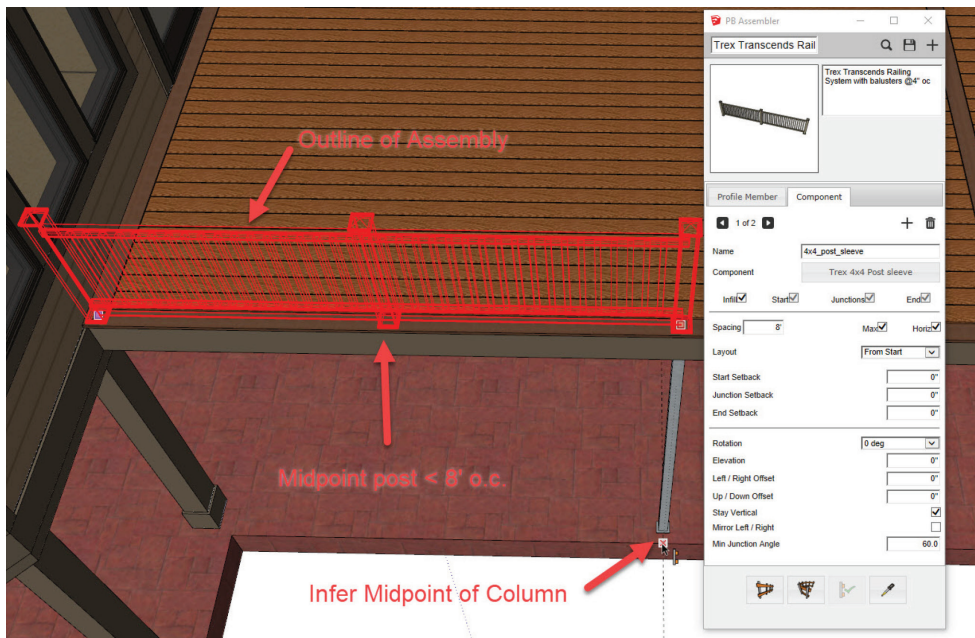 PB Assembler
Trex Transcends Rail
Trex Transcends Railing
System with balusters @4" oc
Outline of Assembly
Profile Member
Component
1 of 2
Name
4x4_post_sleeve
Component
Trex 4x4 Post sleeve
Infill
Start
Junctions
End
Spacing
8'
Max
Horiz
Layout
From Start
Start Setback
0"
Junction Setback
0"
End Setback
0"
Midpoint post < 8' o.c.
Rotation
0 deg
Elevation
0"
Left / Right Offset
0"
Up / Down Offset
0"
Stay Vertical
Mirror Left / Right
Min Junction Angle
60.0
Infer Midpoint of Column